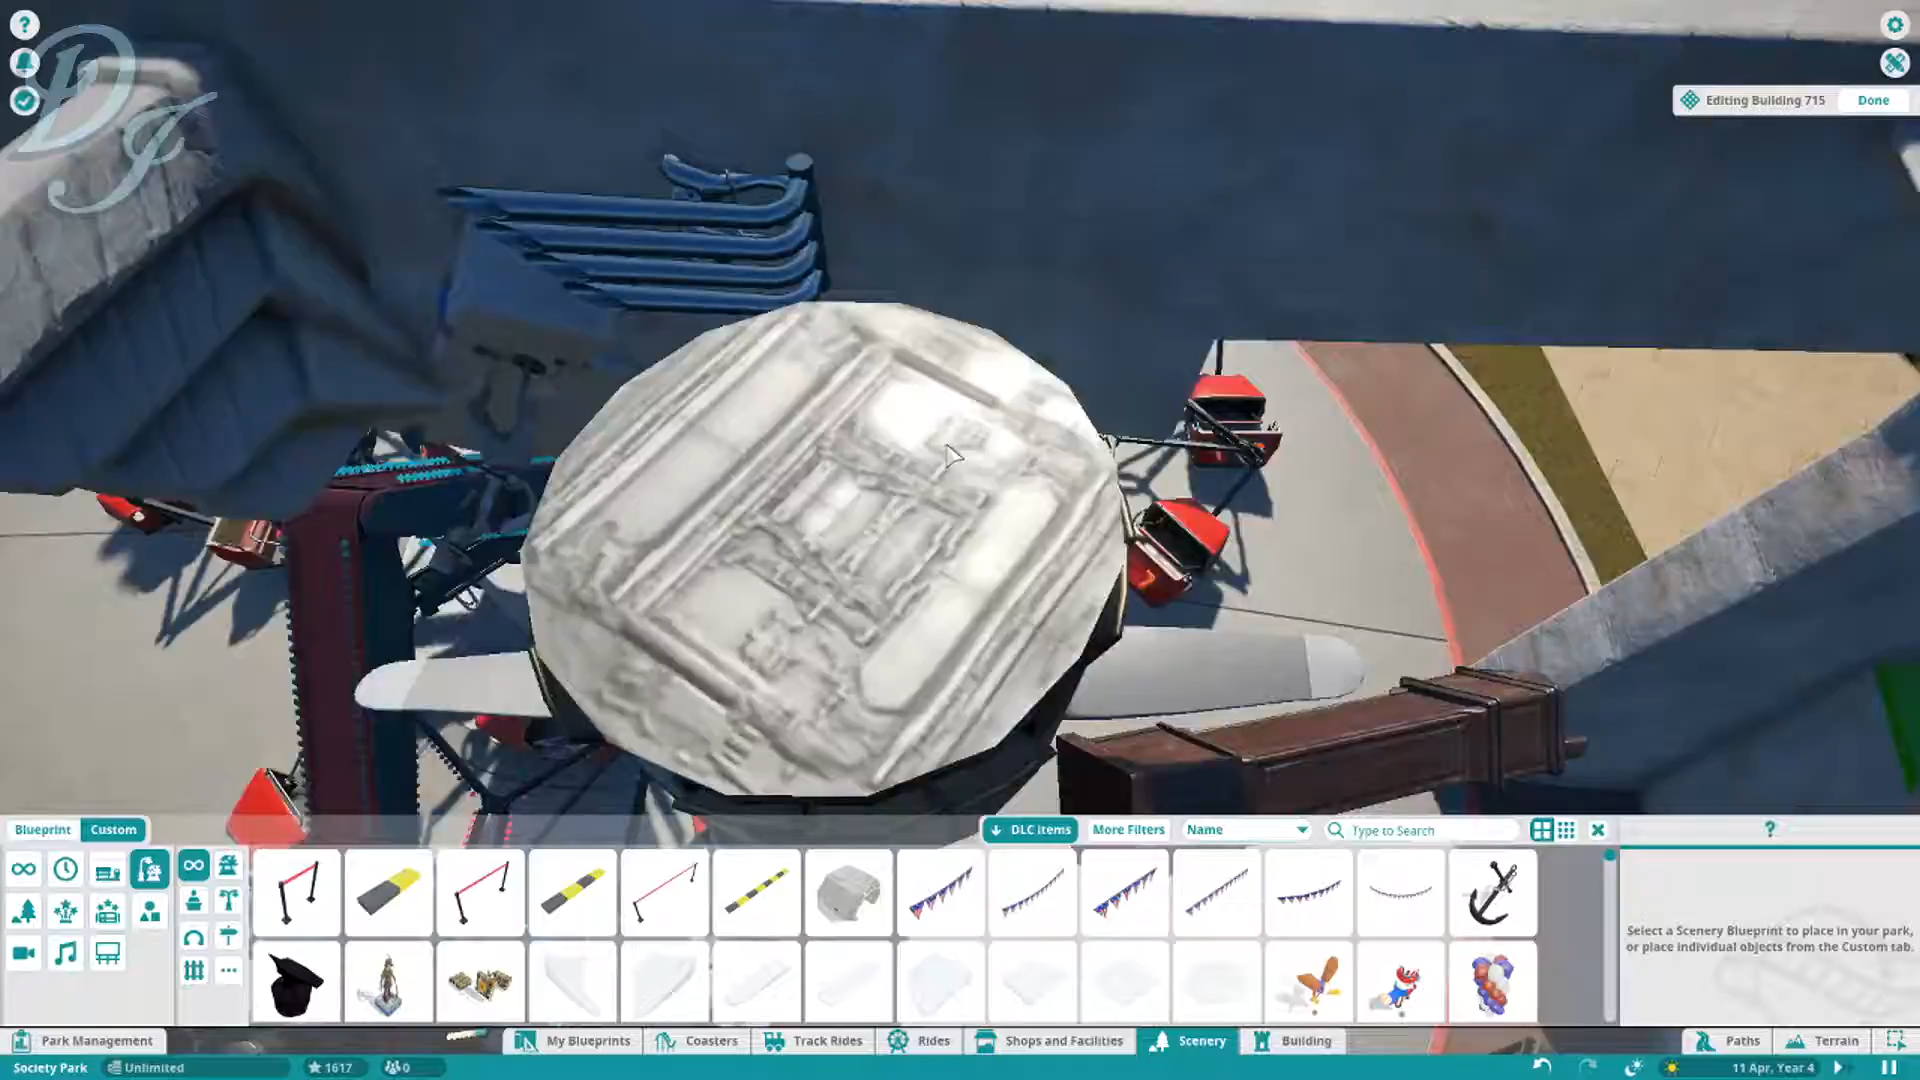 ?
DJ
Editing Building 715 Done
Blueprint Custom
DLC items More Filters Name Type to Search
?
Select a Scenery Blueprint to place in your park,
or place individual objects from the Custom tab.
Park Management My Blueprints Coasters Track Rides Rides Shops and Facilities Scenery Building Paths Terrain
Society Park Unlimited 1617 0 11 Apr, Year 4